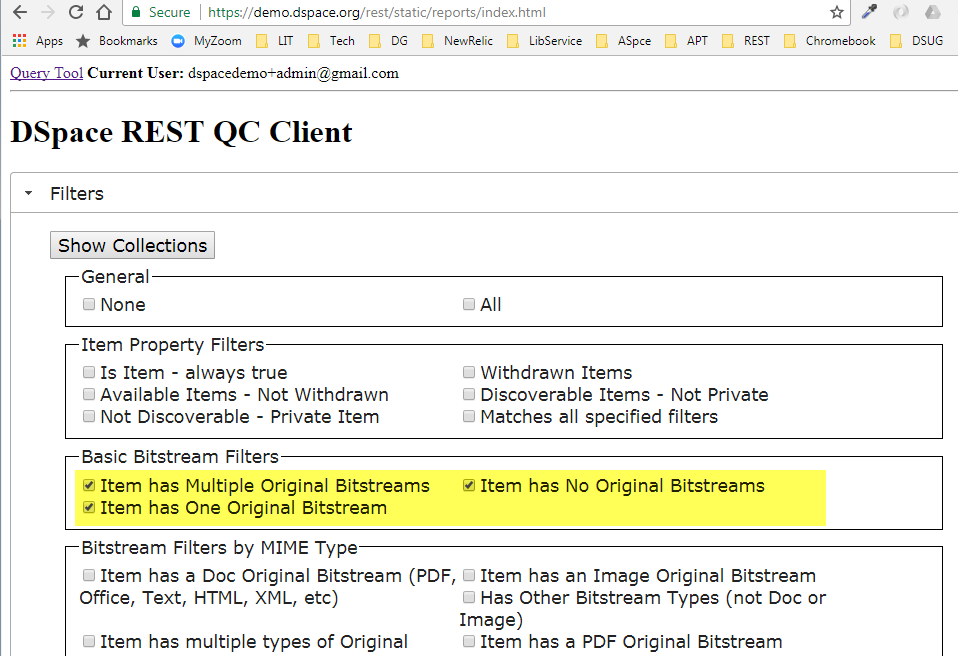 Secure https://demo.dspace.org/rest/static/reports/index.html
Apps Bookmarks MyZoom LIT Tech DG NewRelic LibService ASpce APT REST Chromebook DSUG
Query Tool Current User: dspacedemo+admin@gmail.com
DSpace REST QC Client
Filters
Show Collections
General
None All
Item Property Filters
Is Item - always true Withdrawn Items
Available Items - Not Withdrawn Discoverable Items - Not Private
Not Discoverable - Private Item Matches all specified filters
Basic Bitstream Filters
Item has Multiple Original Bitstreams Item has No Original Bitstreams
Item has One Original Bitstream
Bitstream Filters by MIME Type
Item has a Doc Original Bitstream (PDF, Item has an Image Original Bitstream
Office, Text, HTML, XML, etc) Has Other Bitstream Types (not Doc or
Image)
Item has multiple types of Original Item has a PDF Original Bitstream